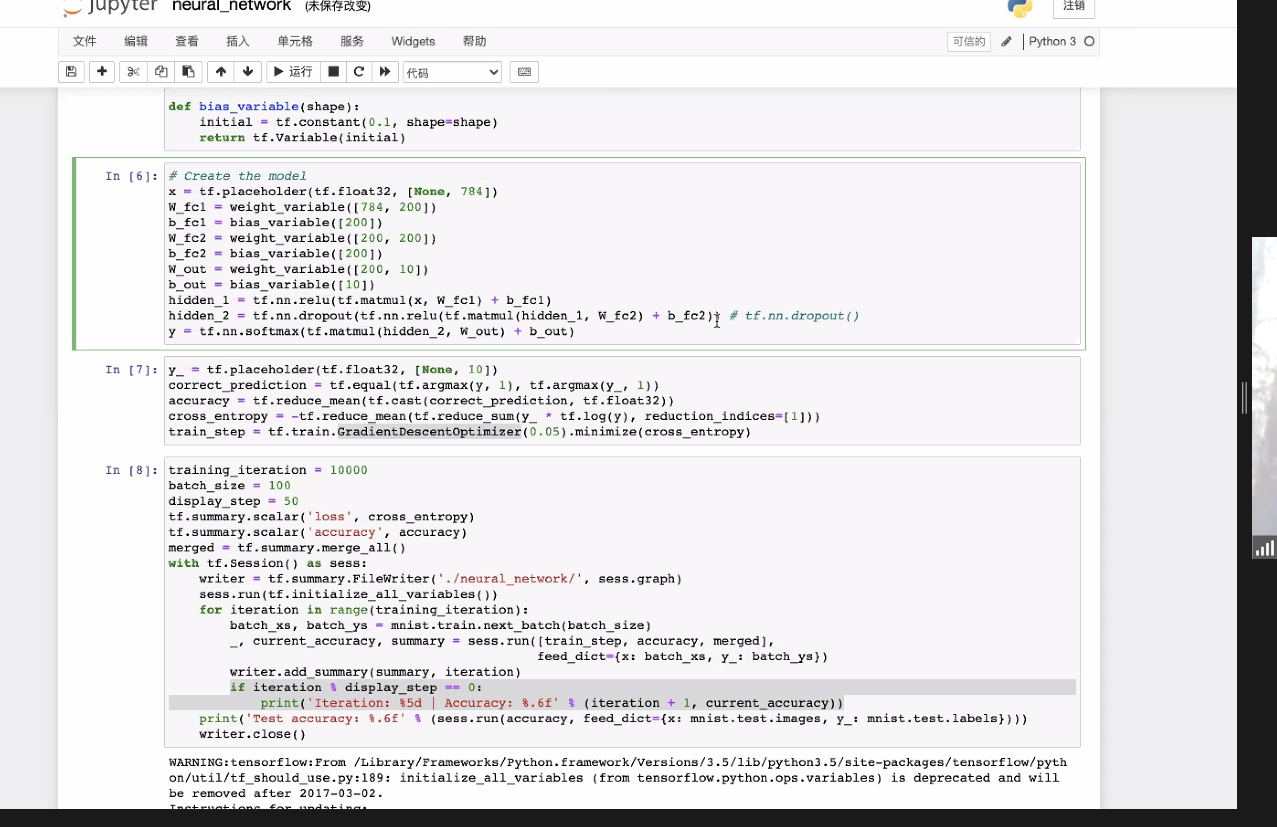 jupyter neural_network (未保存改变) 注销
文件 编辑 查看 插入 单元格 服务 Widgets 帮助 可信的 Python 3
运行 代码
def bias_variable(shape):
    initial = tf.constant(0.1, shape=shape)
    return tf.Variable(initial)
In [6]: # Create the model
x = tf.placeholder(tf.float32, [None, 784])
W_fc1 = weight_variable([784, 200])
b_fc1 = bias_variable([200])
W_fc2 = weight_variable([200, 200])
b_fc2 = bias_variable([200])
W_out = weight_variable([200, 10])
b_out = bias_variable([10])
hidden_1 = tf.nn.relu(tf.matmul(x, W_fc1) + b_fc1)
hidden_2 = tf.nn.dropout(tf.nn.relu(tf.matmul(hidden_1, W_fc2) + b_fc2)) # tf.nn.dropout()
y = tf.nn.softmax(tf.matmul(hidden_2, W_out) + b_out)
In [7]: y_ = tf.placeholder(tf.float32, [None, 10])
correct_prediction = tf.equal(tf.argmax(y, 1), tf.argmax(y_, 1))
accuracy = tf.reduce_mean(tf.cast(correct_prediction, tf.float32))
cross_entropy = -tf.reduce_mean(tf.reduce_sum(y_ * tf.log(y), reduction_indices=[1]))
train_step = tf.train.GradientDescentOptimizer(0.05).minimize(cross_entropy)
In [8]: training_iteration = 10000
batch_size = 100
display_step = 50
tf.summary.scalar('loss', cross_entropy)
tf.summary.scalar('accuracy', accuracy)
merged = tf.summary.merge_all()
with tf.Session() as sess:
    writer = tf.summary.FileWriter('./neural_network/', sess.graph)
    sess.run(tf.initialize_all_variables())
    for iteration in range(training_iteration):
        batch_xs, batch_ys = mnist.train.next_batch(batch_size)
        _, current_accuracy, summary = sess.run([train_step, accuracy, merged],
                                                feed_dict={x: batch_xs, y_: batch_ys})
        writer.add_summary(summary, iteration)
        if iteration % display_step == 0:
            print('Iteration: %5d | Accuracy: %.6f' % (iteration + 1, current_accuracy))
    print('Test accuracy: %.6f' % (sess.run(accuracy, feed_dict={x: mnist.test.images, y_: mnist.test.labels})))
    writer.close()
WARNING:tensorflow:From /Library/Frameworks/Python.framework/Versions/3.5/lib/python3.5/site-packages/tensorflow/pyth
on/util/tf_should_use.py:189: initialize_all_variables (from tensorflow.python.ops.variables) is deprecated and will
be removed after 2017-03-02.
Instructions for updating: